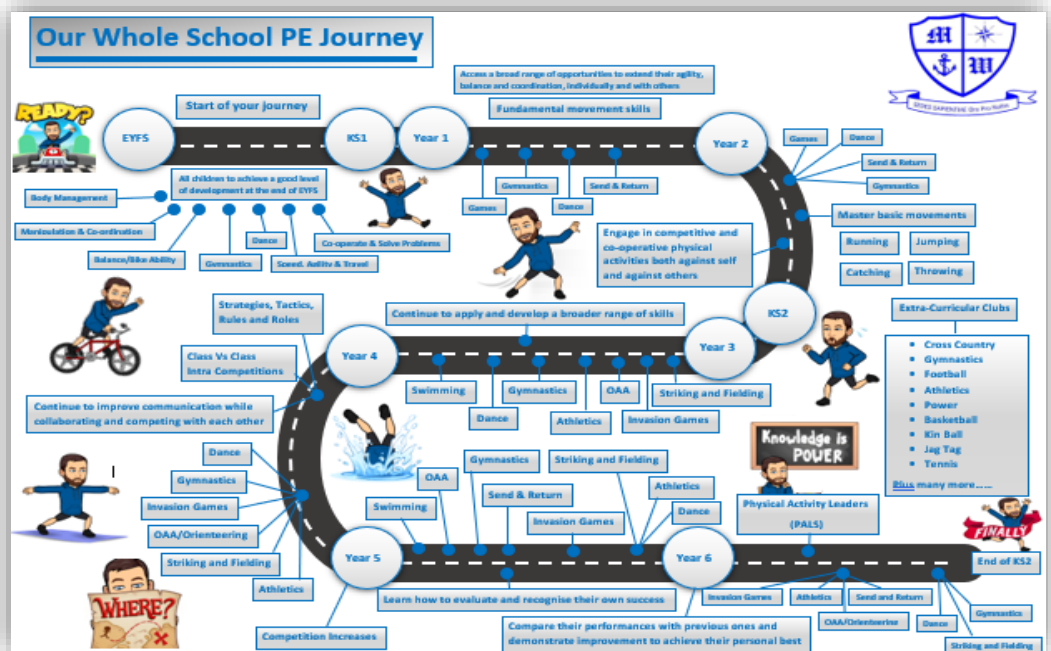 Our Whole School PE Journey
Access a broad range of opportunities to extend their agility,
balance and coordination, individually and with others
M
W
READY?
Start of your journey
Fundamental movement skills
EYFS
KS1
Year 1
Year 2
Games
Dance
Send & Return
Gymnastics
All children to achieve a good level
of development at the end of EYFS
Body Management
Manipulation & Co-ordination
Balance/Bike Ability
Gymnastics
Dance
Speed, Agility & Travel
Co-operate & Solve Problems
Games
Gymnastics
Dance
Send & Return
Master basic movements
Running
Jumping
Catching
Throwing
Engage in competitive and
co-operative physical
activities both against self
and against others
KS2
Extra-Curricular Clubs
Cross Country
Gymnastics
Football
Athletics
Power
Basketball
Kin Ball
Jag Tag
Tennis
Plus many more......
Strategies, Tactics,
Rules and Roles
Continue to apply and develop a broader range of skills
Year 3
Year 4
Class Vs Class
Intra Competitions
Swimming
Dance
Gymnastics
Athletics
OAA
Invasion Games
Striking and Fielding
Continue to improve communication while
collaborating and competing with each other
Knowledge is
POWER
Dance
Gymnastics
Invasion Games
OAA/Orienteering
Striking and Fielding
Athletics
Swimming
OAA
Gymnastics
Send & Return
Invasion Games
Striking and Fielding
Athletics
Dance
Physical Activity Leaders
(PALS)
FINALLY
Year 5
Year 6
End of KS2
WHERE?
Learn how to evaluate and recognise their own success
Competition Increases
Compare their performances with previous ones and
demonstrate improvement to achieve their personal best
Invasion Games
Athletics
Send and Return
OAA/Orienteering
Dance
Gymnastics
Striking and Fielding